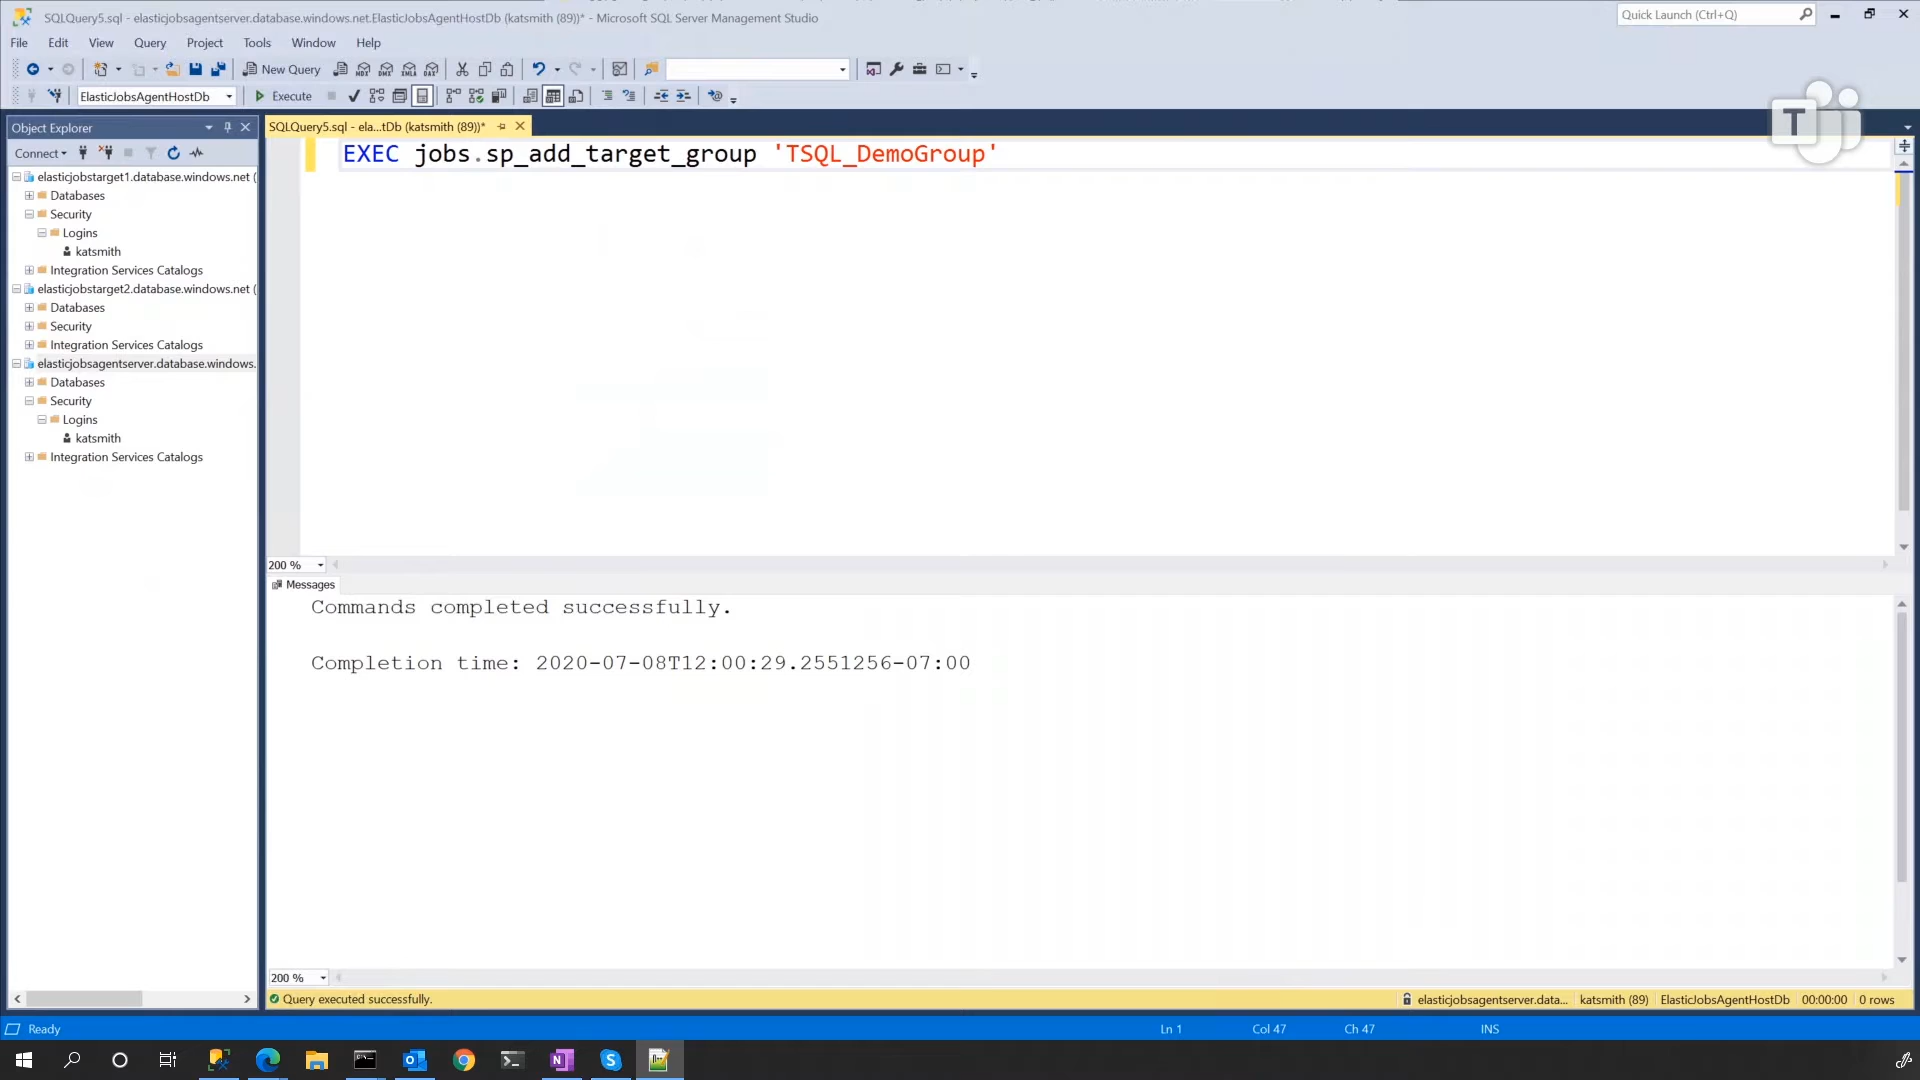 SQLQuery5.sql - elasticjobsagentserver.database.windows.net.ElasticJobsAgentHostDb (katsmith (89))* - Microsoft SQL Server Management Studio
Quick Launch (Ctrl+Q)
File Edit View Query Project Tools Window Help
New Query
MDX DMX XMLA DAX
ElasticJobsAgentHostDb
Execute
Object Explorer
SQLQuery5.sql - ela...tDb (katsmith (89))*
T
Connect
EXEC jobs.sp_add_target_group 'TSQL_DemoGroup'
elasticjobstarget1.database.windows.net (
Databases
Security
Logins
katsmith
Integration Services Catalogs
elasticjobstarget2.database.windows.net (
Databases
Security
Integration Services Catalogs
elasticjobsagentserver.database.windows.
Databases
Security
Logins
katsmith
Integration Services Catalogs
200 %
Messages
Commands completed successfully.
Completion time: 2020-07-08T12:00:29.2551256-07:00
200 %
Query executed successfully.
elasticjobsagentserver.data... katsmith (89) ElasticJobsAgentHostDb 00:00:00 0 rows
Ready
Ln 1 Col 47 Ch 47 INS